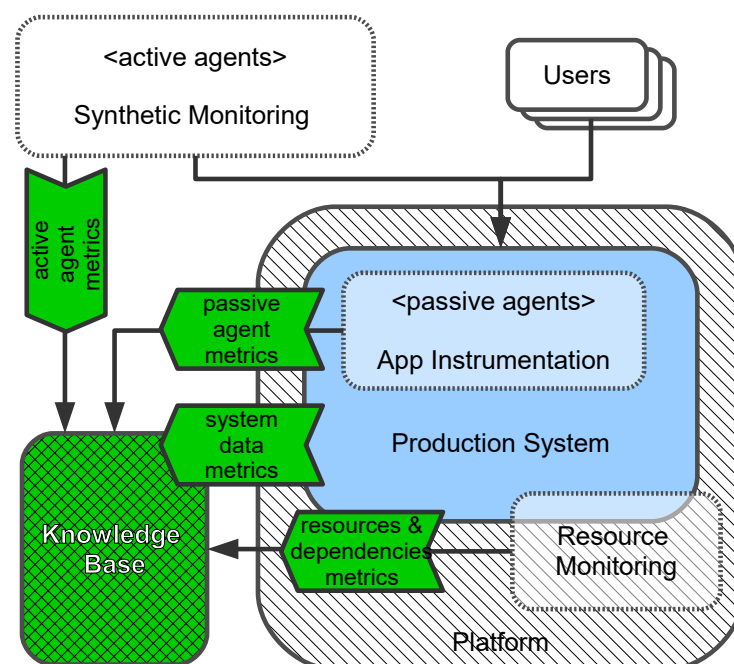 <active agents>
Synthetic Monitoring
Users
active
agent
metrics
passive
agent
metrics
<passive agents>
App Instrumentation
system
data
metrics
Production System
Knowledge
Base
resources &
dependencies
metrics
Resource
Monitoring
Platform